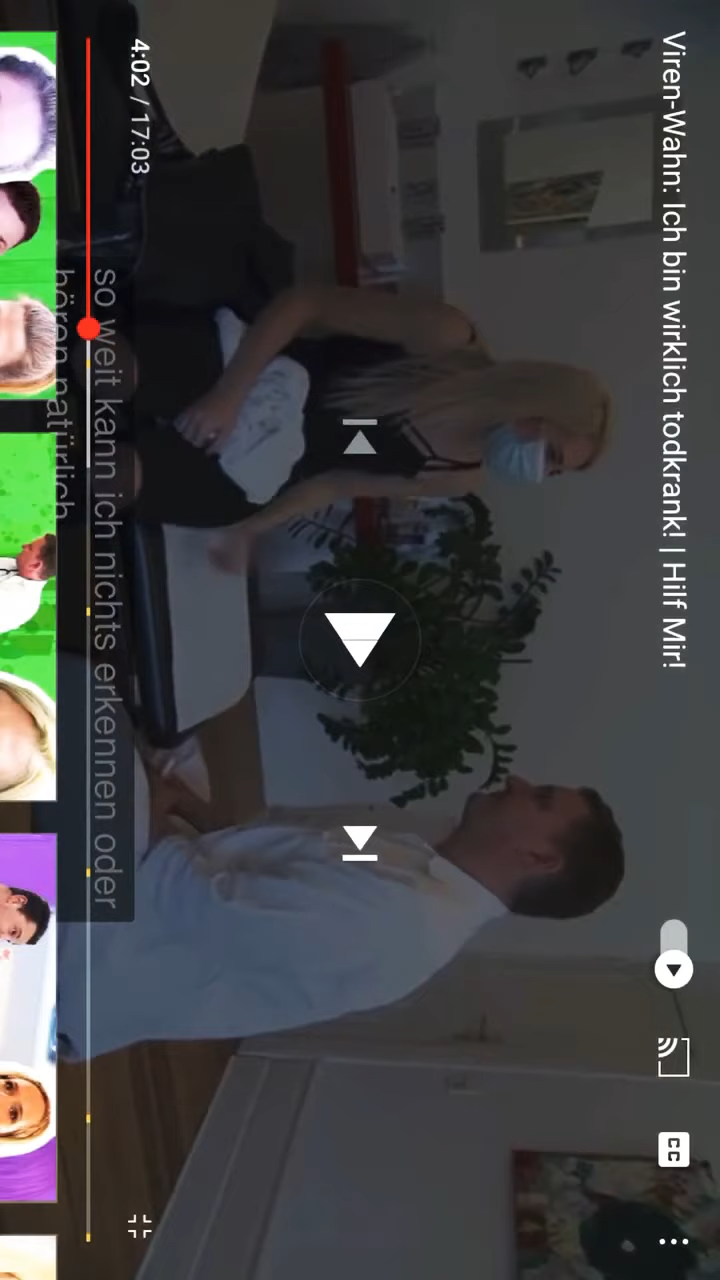 Viren-Wahn: Ich bin wirklich todkrank! | Hilf Mir!
CC
so weit kann ich nichts erkennen oder
hören natürlich
4:02 / 17:03